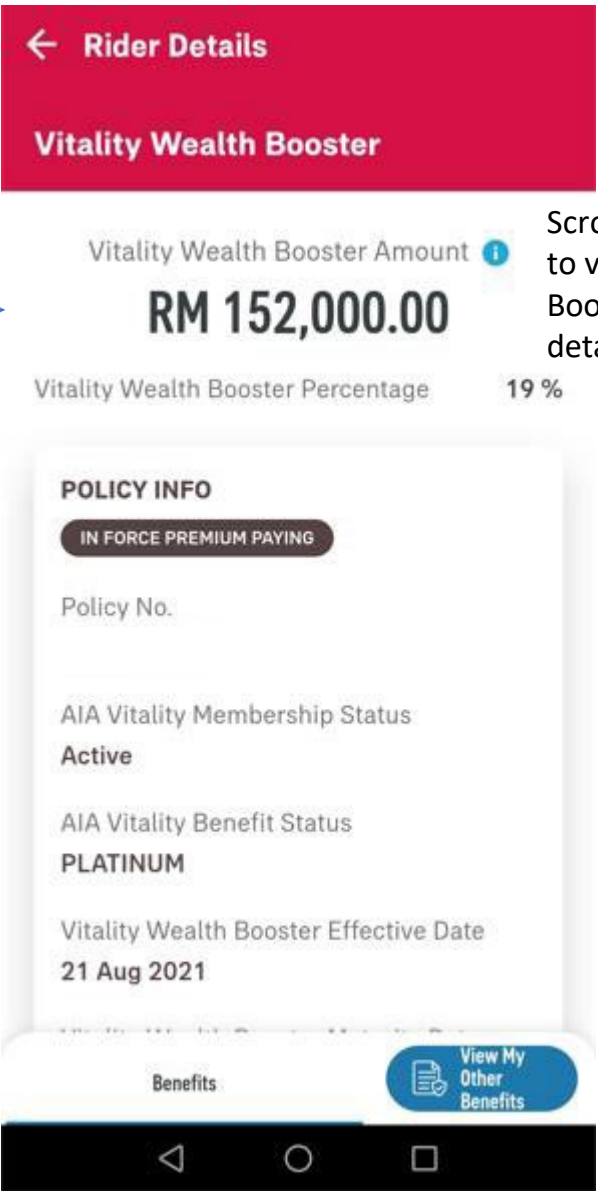 Rider Details
Vitality Wealth Booster
Vitality Wealth Booster Amount
RM 152,000.00
Vitality Wealth Booster Percentage 19 %
POLICY INFO
IN FORCE PREMIUM PAYING
Policy No.
AIA Vitality Membership Status
Active
AIA Vitality Benefit Status
PLATINUM
Vitality Wealth Booster Effective Date
21 Aug 2021
Benefits
View My
Other
Benefits
to